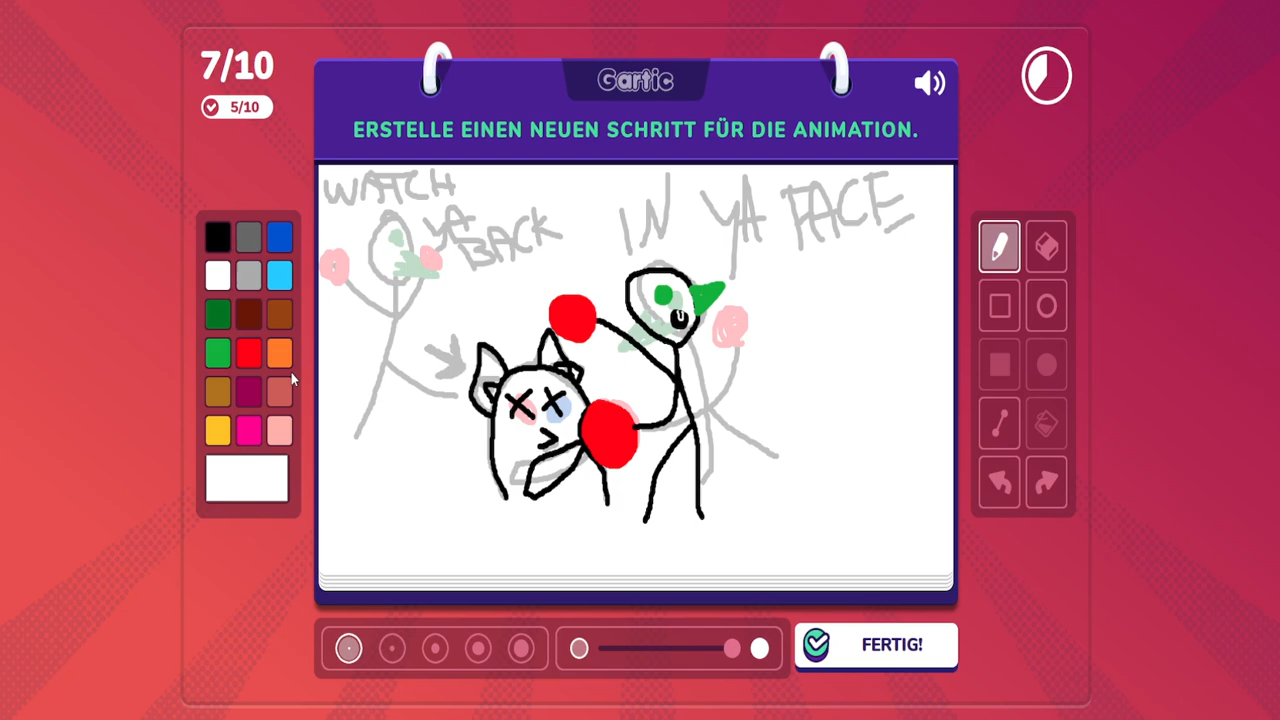 7/10
5/10
Gartic
ERSTELLE EINEN NEUEN SCHRITT FÜR DIE ANIMATION.
WATCH
YA
BACK
IN YA FACE
FERTIG!